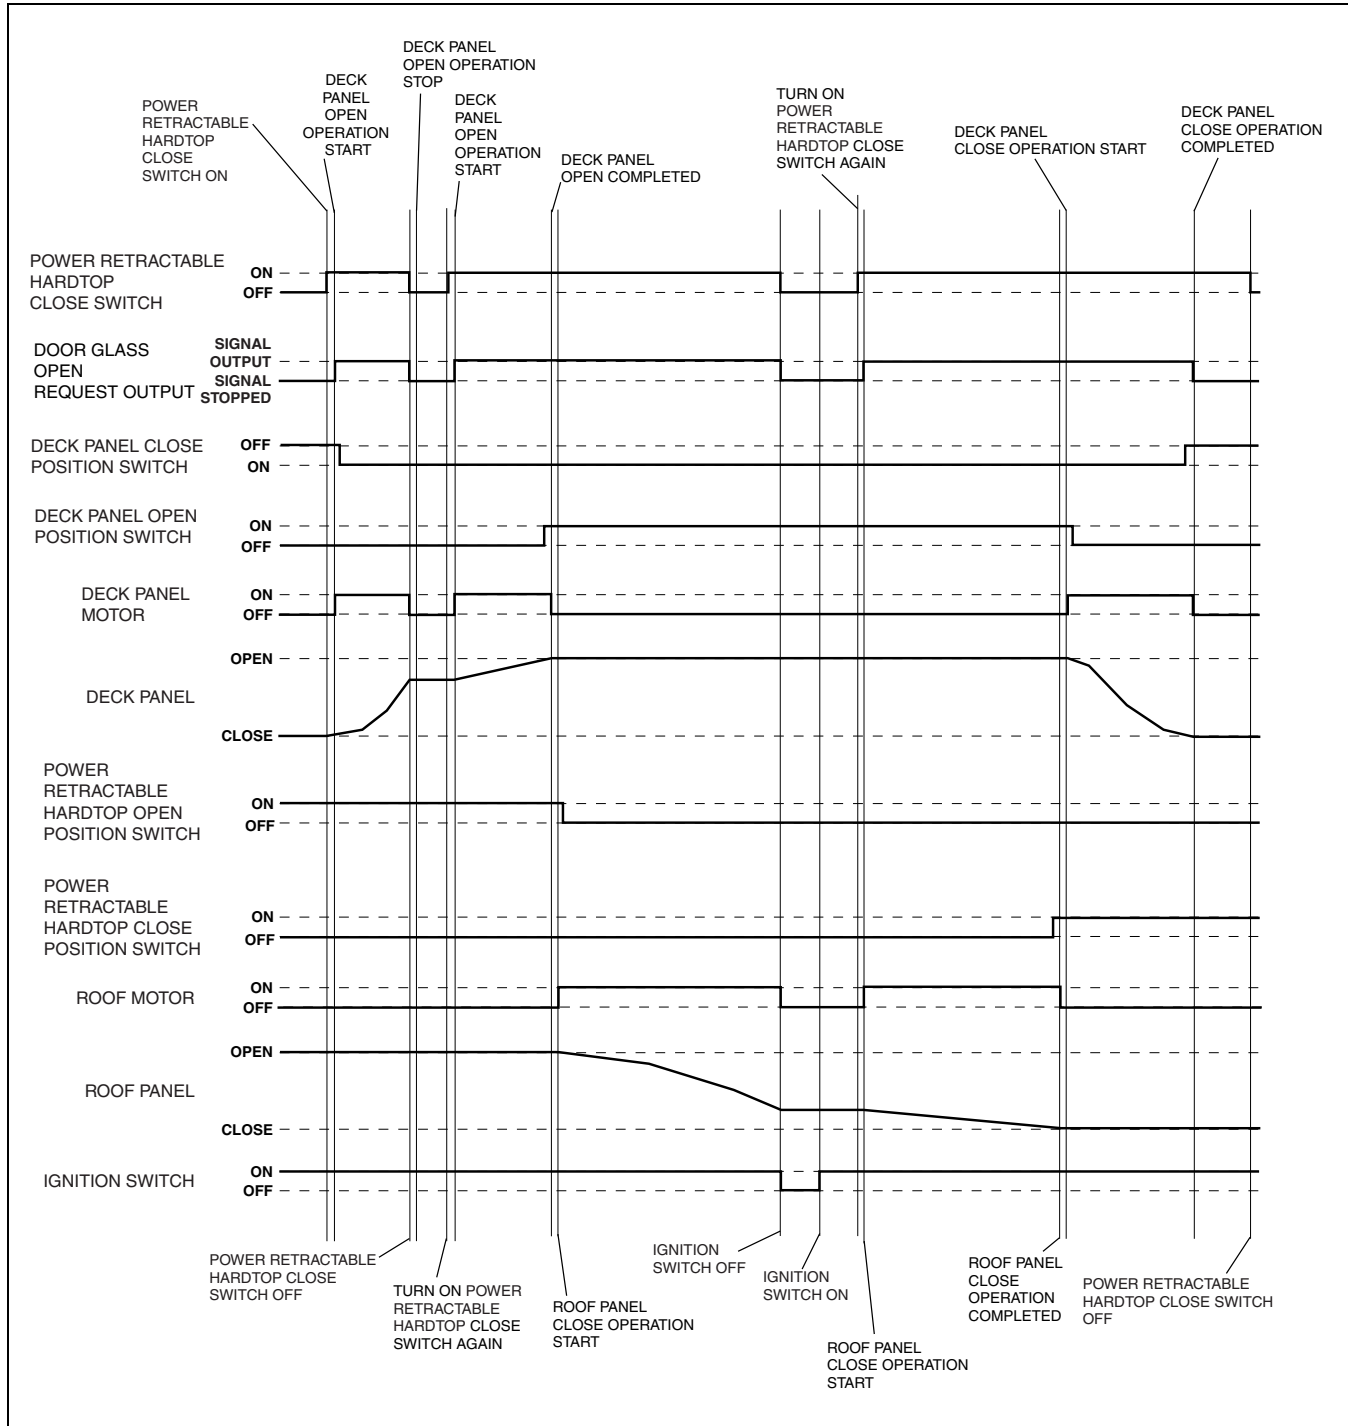 DECK PANEL
OPEN OPERATION
STOP
DECK
PANEL
OPEN
OPERATION
START
POWER
RETRACTABLE
HARDTOP
CLOSE
SWITCH ON
DECK
PANEL
OPEN
OPERATION
START
DECK PANEL
OPEN COMPLETED
TURN ON
POWER
RETRACTABLE
HARDTOP CLOSE
SWITCH AGAIN
DECK PANEL
CLOSE OPERATION START
DECK PANEL
CLOSE OPERATION
COMPLETED
POWER RETRACTABLE
HARDTOP
CLOSE SWITCH
ON
OFF
DOOR GLASS
OPEN
REQUEST OUTPUT
SIGNAL
OUTPUT
SIGNAL
STOPPED
DECK PANEL CLOSE
POSITION SWITCH
OFF
ON
DECK PANEL OPEN
POSITION SWITCH
ON
OFF
DECK PANEL
MOTOR
ON
OFF
DECK PANEL
OPEN
CLOSE
POWER
RETRACTABLE
HARDTOP OPEN
POSITION SWITCH
ON
OFF
POWER
RETRACTABLE
HARDTOP CLOSE
POSITION SWITCH
ON
OFF
ROOF MOTOR
ON
OFF
ROOF PANEL
OPEN
CLOSE
IGNITION SWITCH
ON
OFF
POWER RETRACTABLE
HARDTOP CLOSE
SWITCH OFF
TURN ON POWER
RETRACTABLE
HARDTOP CLOSE
SWITCH AGAIN
ROOF PANEL
CLOSE OPERATION
START
IGNITION
SWITCH OFF
IGNITION
SWITCH ON
ROOF PANEL
CLOSE OPERATION
START
ROOF PANEL
CLOSE
OPERATION
COMPLETED
POWER RETRACTABLE
HARDTOP CLOSE SWITCH
OFF